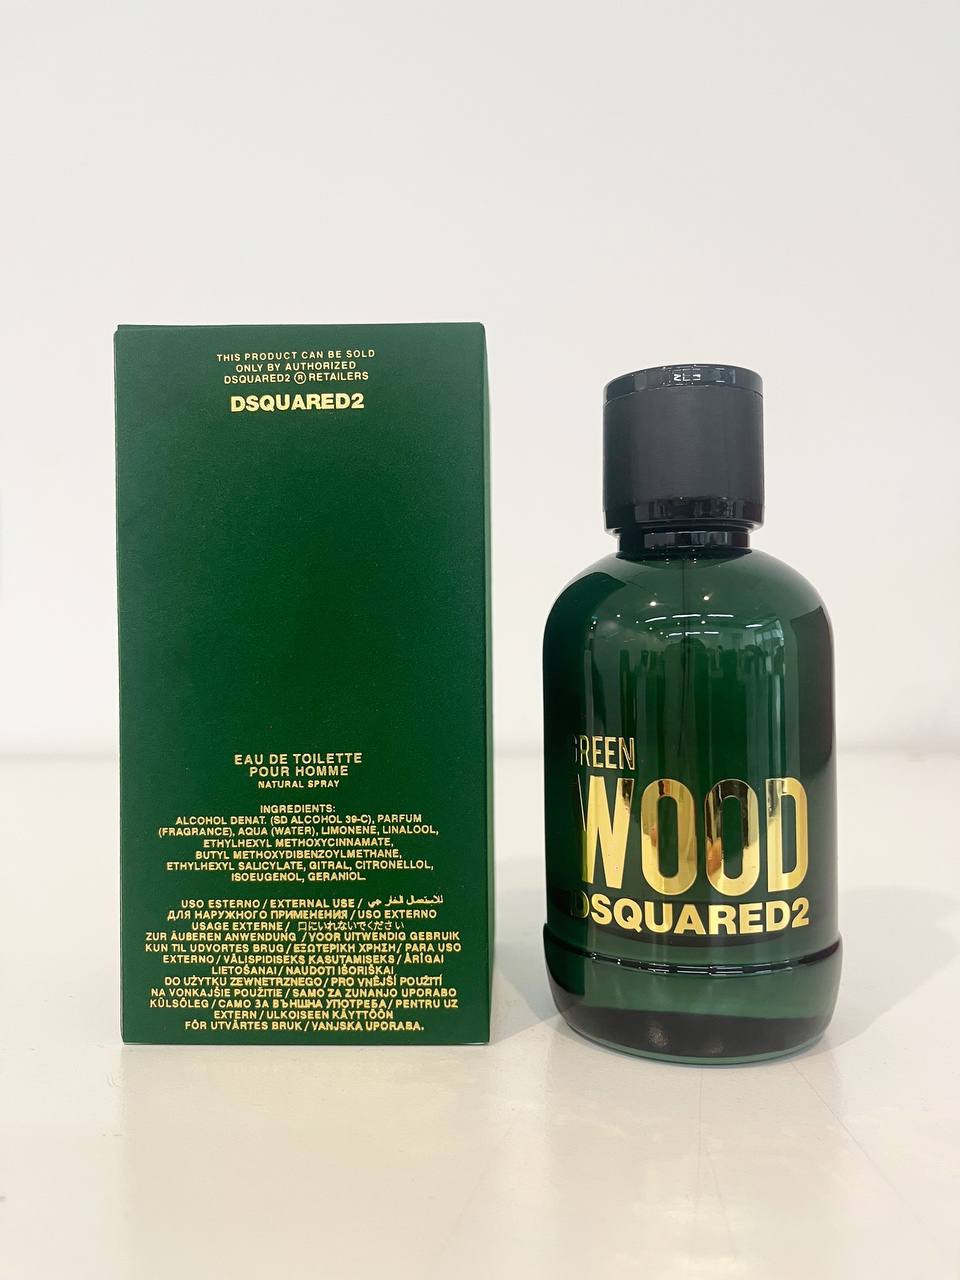 THIS PRODUCT CAN BE SOLD
ONLY BY AUTHORIZED
DSQUARED2 ® RETAILERS
DSQUARED2
EAU DE TOILETTE
POUR HOMME
NATURAL SPRAY
INGREDIENTS:
ALCOHOL DENAT. (SD ALCOHOL 39-C), PARFUM
(FRAGRANCE), AQUA (WATER), LIMONENE, LINALOOL,
ETHYLHEXYL METHOXYCINNAMATE,
BUTYL METHOXYDIBENZOYLMETHANE,
ETHYLHEXYL SALICYLATE, CITRAL, CITRONELLOL,
ISOEUGENOL, GERANIOL.
USO ESTERNO / EXTERNAL USE / للاستعمال الخارجي
ДЛЯ НАРУЖНОГО ПРИМЕНЕНИЯ / USO EXTERNO
USAGE EXTERNE / 口にいれないでください
ZUR ÄUßEREN ANWENDUNG / VOOR UITWENDIG GEBRUIK
KUN TIL UDVORTES BRUG / ΕΞΩΤΕΡΙΚΗ ΧΡΗΣΗ / PARA USO
EXTERNO / VÄLISPIDISEKS KASUTAMISEKS / ĀRĪGAI
LIETOŠANAI / NAUDOTI IŠORIŠKAI
DO UŻYTKU ZEWNETRZNEGO / PRO VNĚJŠÍ POUŽITÍ
NA VONKAJŠIE POUŽITIE / SAMO ZA ZUNANJO UPORABO
KÜLSÖLEG / САМО ЗА ВЪНШНА УПОТРЕБА / PENTRU UZ
EXTERN / ULKOISEEN KÄYTTÖÖN
FÖR UTVÄRTES BRUK / VANJSKA UPORABA.
GREEN
WOOD
DSQUARED2